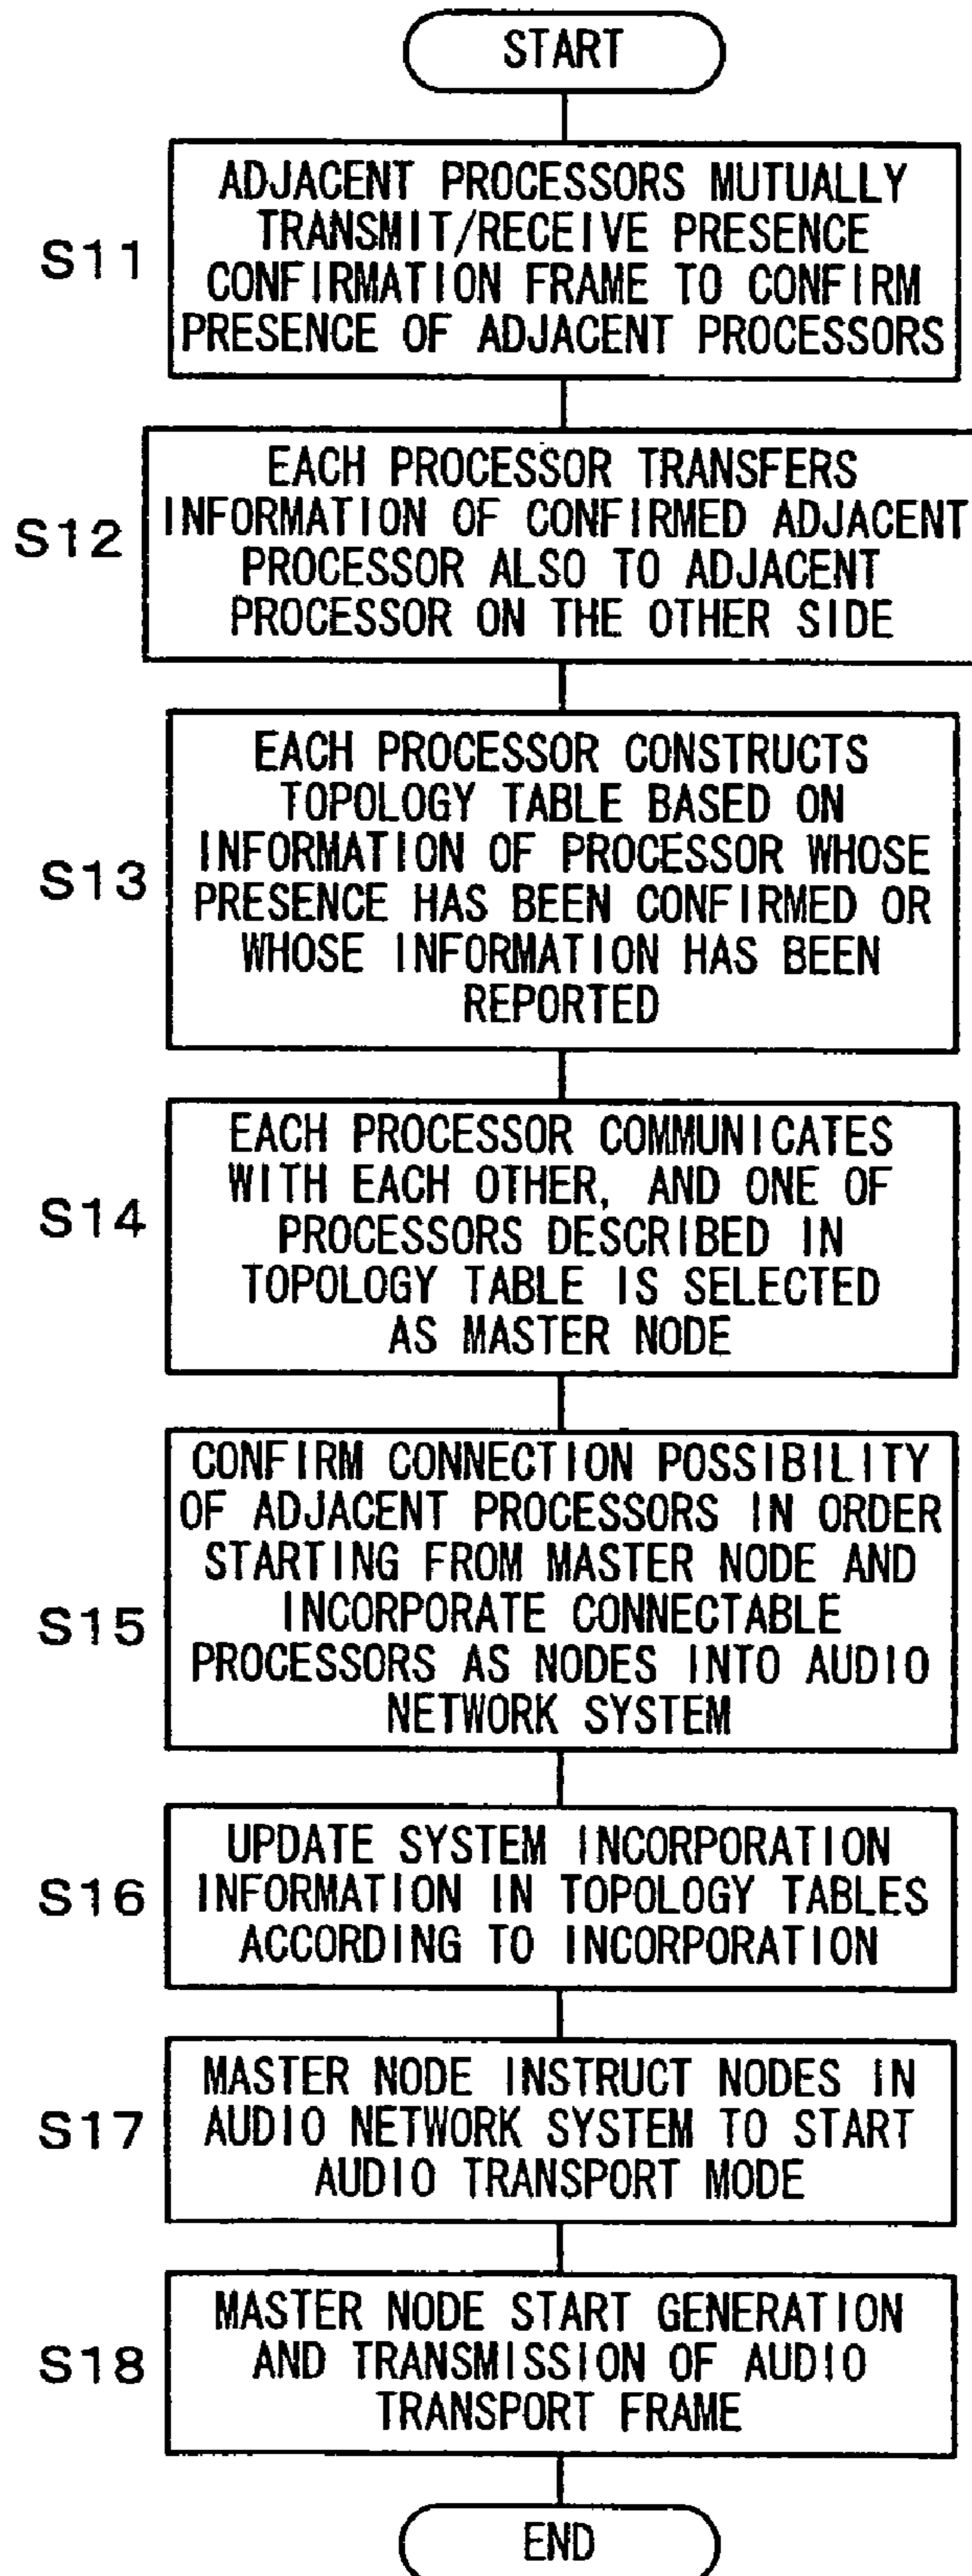 START
S11
ADJACENT PROCESSORS MUTUALLY
TRANSMIT/RECEIVE PRESENCE
CONFIRMATION FRAME TO CONFIRM
PRESENCE OF ADJACENT PROCESSORS
S12
EACH PROCESSOR TRANSFERS
INFORMATION OF CONFIRMED ADJACENT
PROCESSOR ALSO TO ADJACENT
PROCESSOR ON THE OTHER SIDE
S13
EACH PROCESSOR CONSTRUCTS
TOPOLOGY TABLE BASED ON
INFORMATION OF PROCESSOR WHOSE
PRESENCE HAS BEEN CONFIRMED OR
WHOSE INFORMATION HAS BEEN
REPORTED
S14
EACH PROCESSOR COMMUNICATES
WITH EACH OTHER, AND ONE OF
PROCESSORS DESCRIBED IN
TOPOLOGY TABLE IS SELECTED
AS MASTER NODE
S15
CONFIRM CONNECTION POSSIBILITY
OF ADJACENT PROCESSORS IN ORDER
STARTING FROM MASTER NODE AND
INCORPORATE CONNECTABLE
PROCESSORS AS NODES INTO AUDIO
NETWORK SYSTEM
S16
UPDATE SYSTEM INCORPORATION
INFORMATION IN TOPOLOGY TABLES
ACCORDING TO INCORPORATION
S17
MASTER NODE INSTRUCT NODES IN
AUDIO NETWORK SYSTEM TO START
AUDIO TRANSPORT MODE
S18
MASTER NODE START GENERATION
AND TRANSMISSION OF AUDIO
TRANSPORT FRAME
END